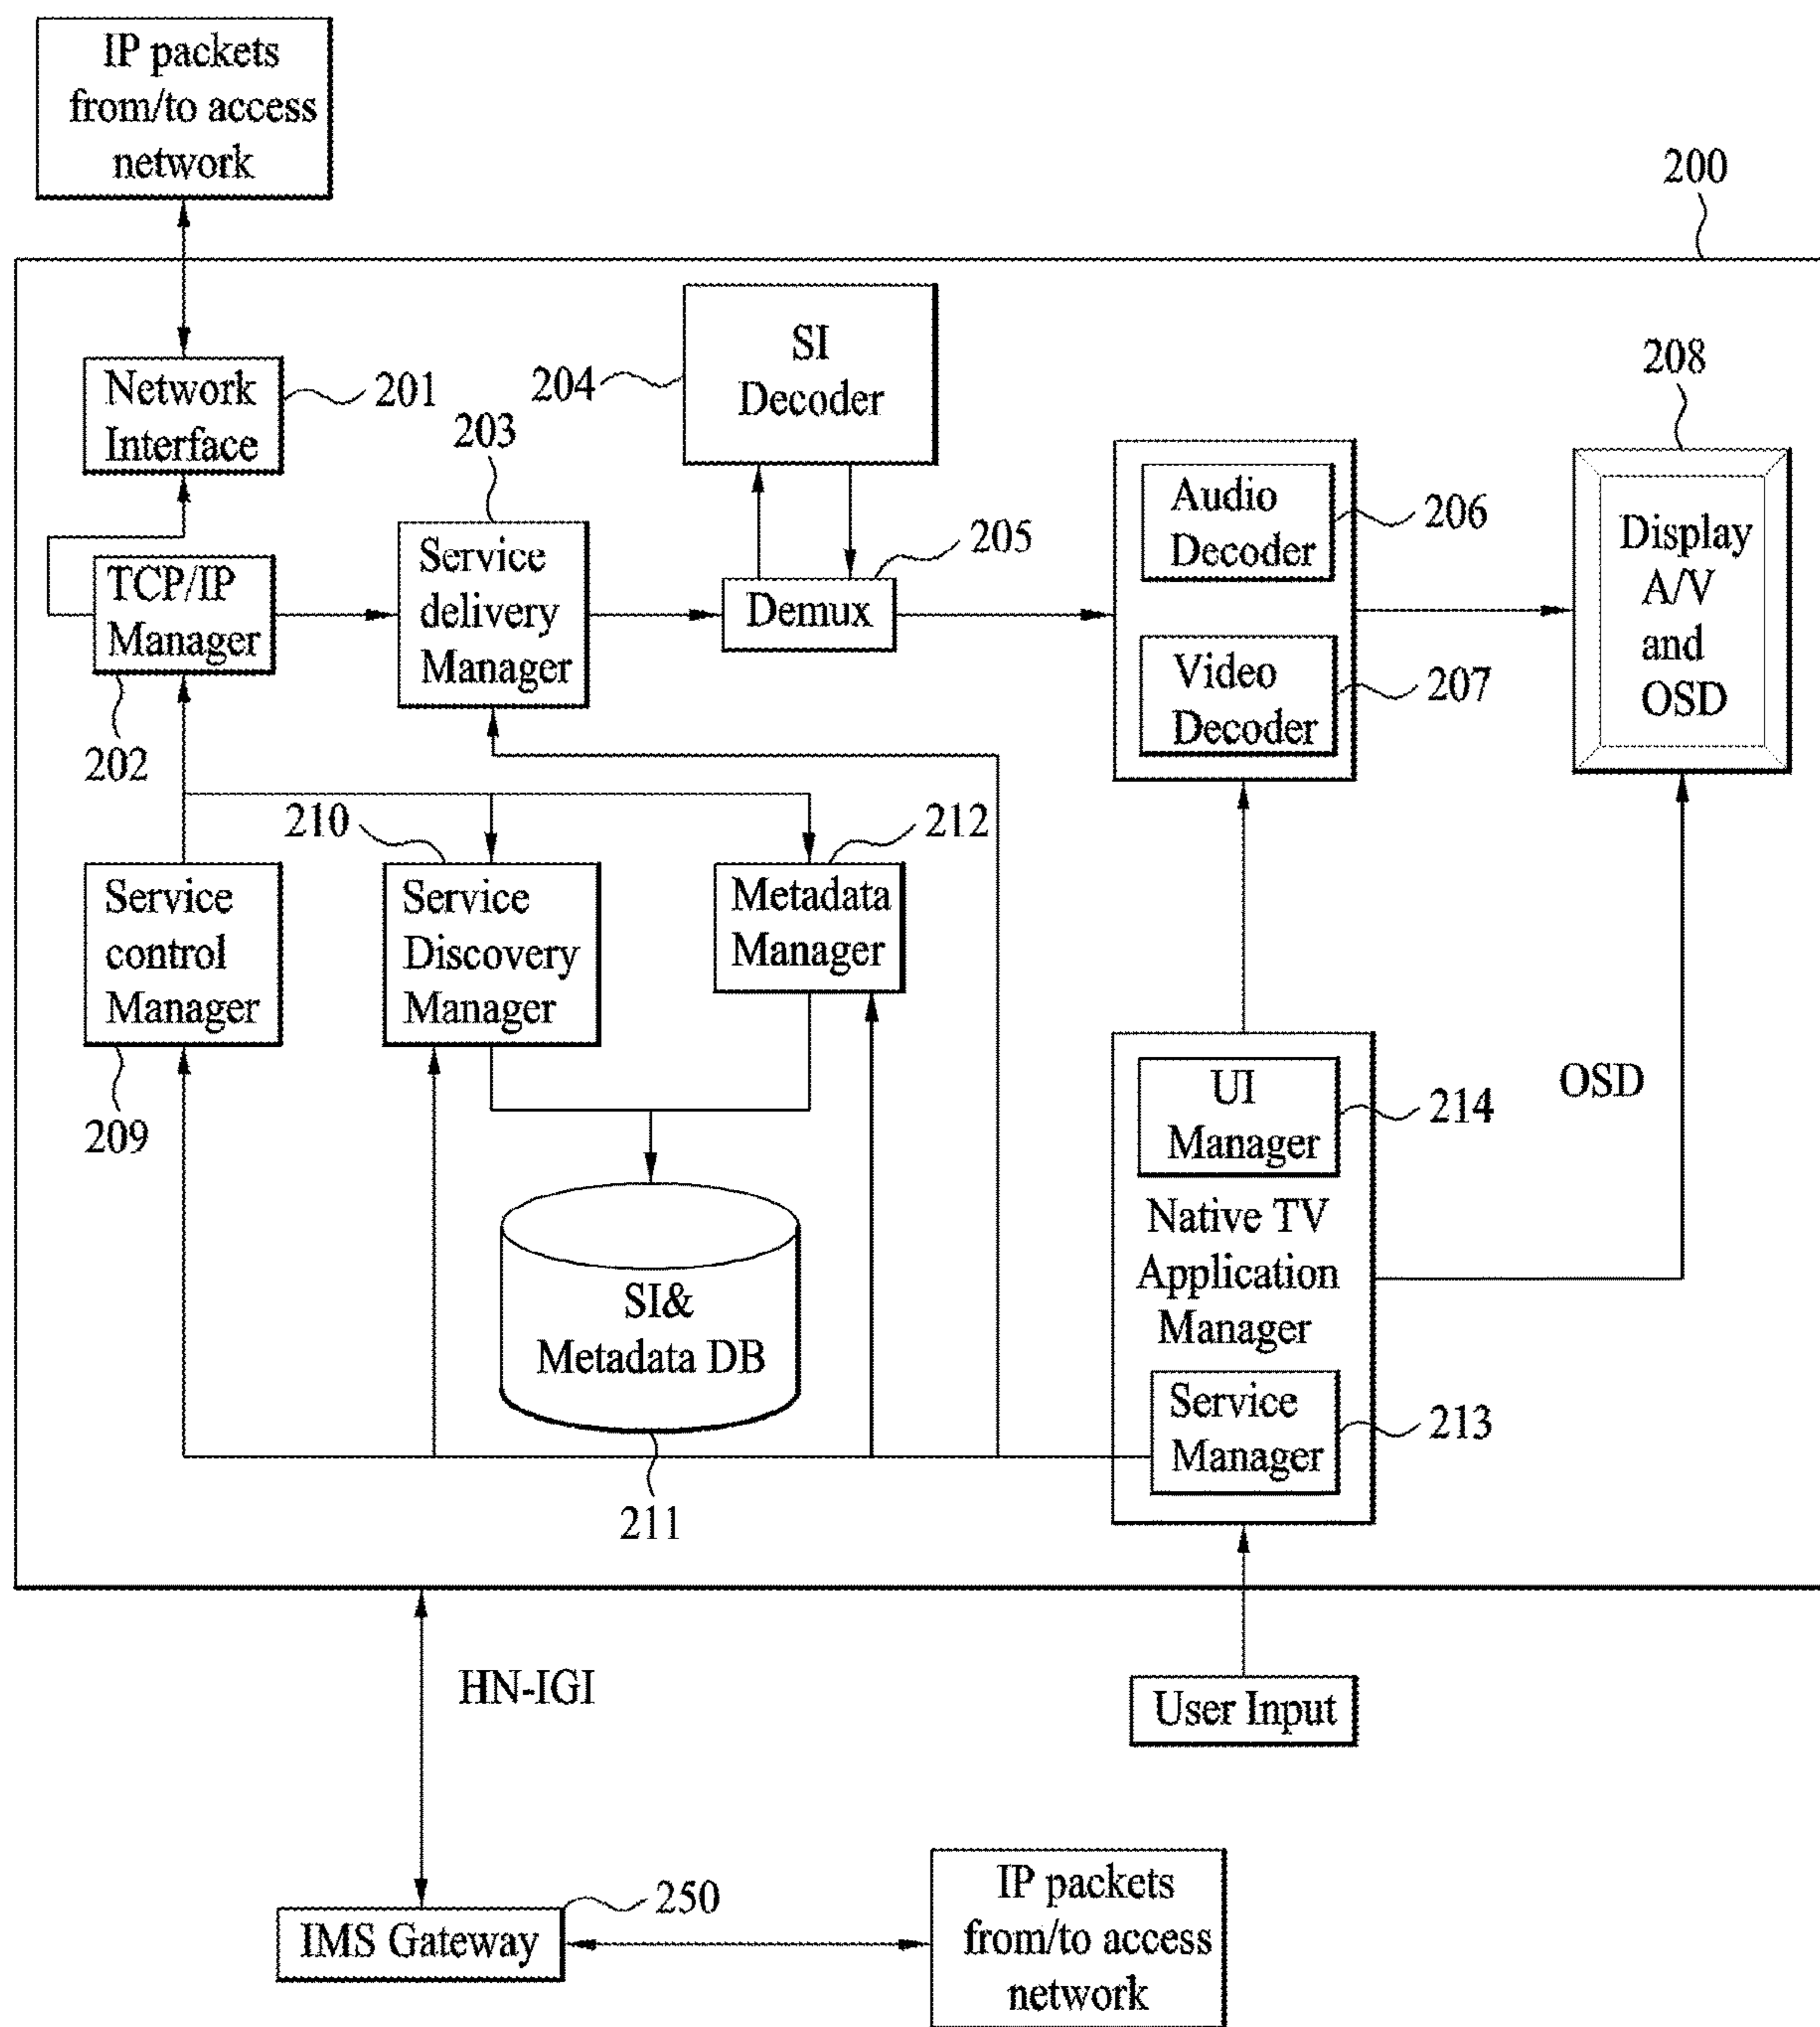 IP packets
from/to access
network
200
Network
Interface
201
SI
Decoder
204
203
208
Audio
Decoder
206
Display
A/V
and
OSD
TCP/IP
Manager
202
Service
delivery
Manager
205
Demux
Video
Decoder
207
210
212
Service
control
Manager
209
Service
Discovery
Manager
Metadata
Manager
UI
Manager
214
OSD
Native TV
Application
Manager
SI&
Metadata DB
211
Service
Manager
213
HN-IGI
User Input
250
IMS Gateway
IP packets
from/to access
network